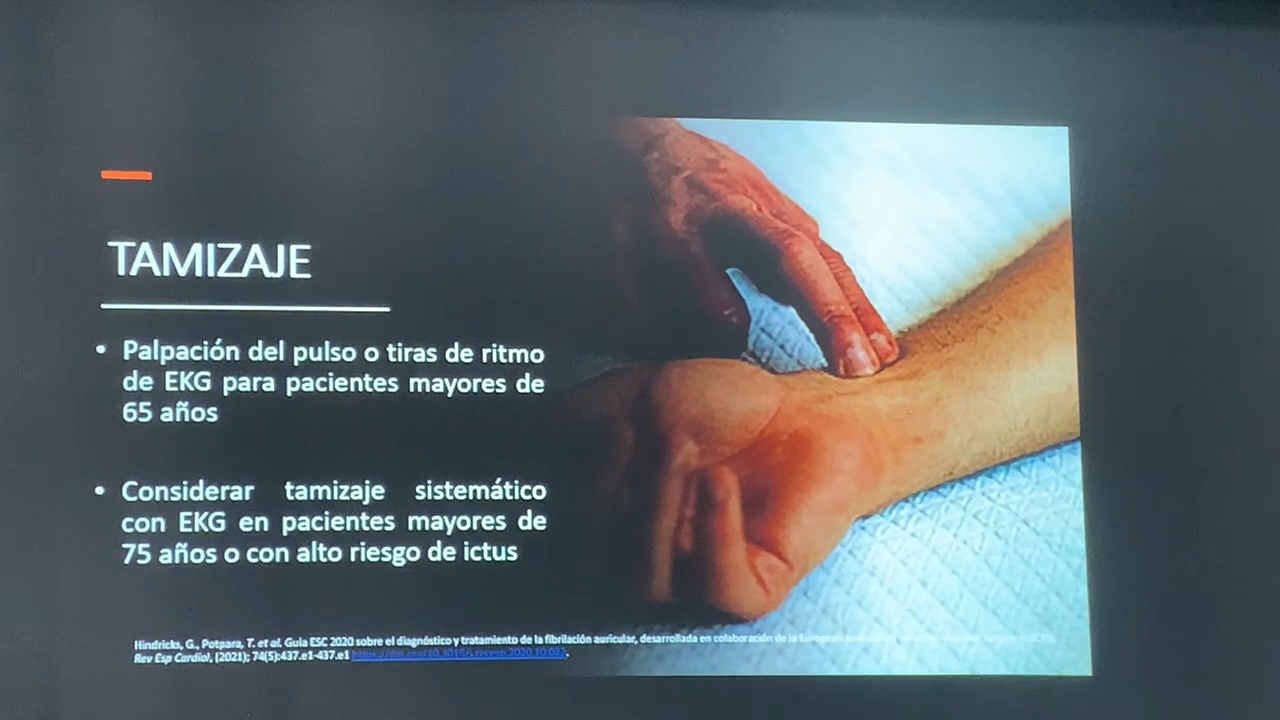 TAMIZAJE
• Palpación del pulso o tiras de ritmo
de EKG para pacientes mayores de
65 años
• Considerar tamizaje sistemático
con EKG en pacientes mayores de
75 años o con alto riesgo de ictus
Hindricks, G., Potpara, T. et al. Guia ESC 2020 sobre el diagnóstico y tratamiento de la fibrilación auricular, desarrollada en colaboración de la European
Rev Esp Cardiol, (2021); 74(5):437.e1-437.e1